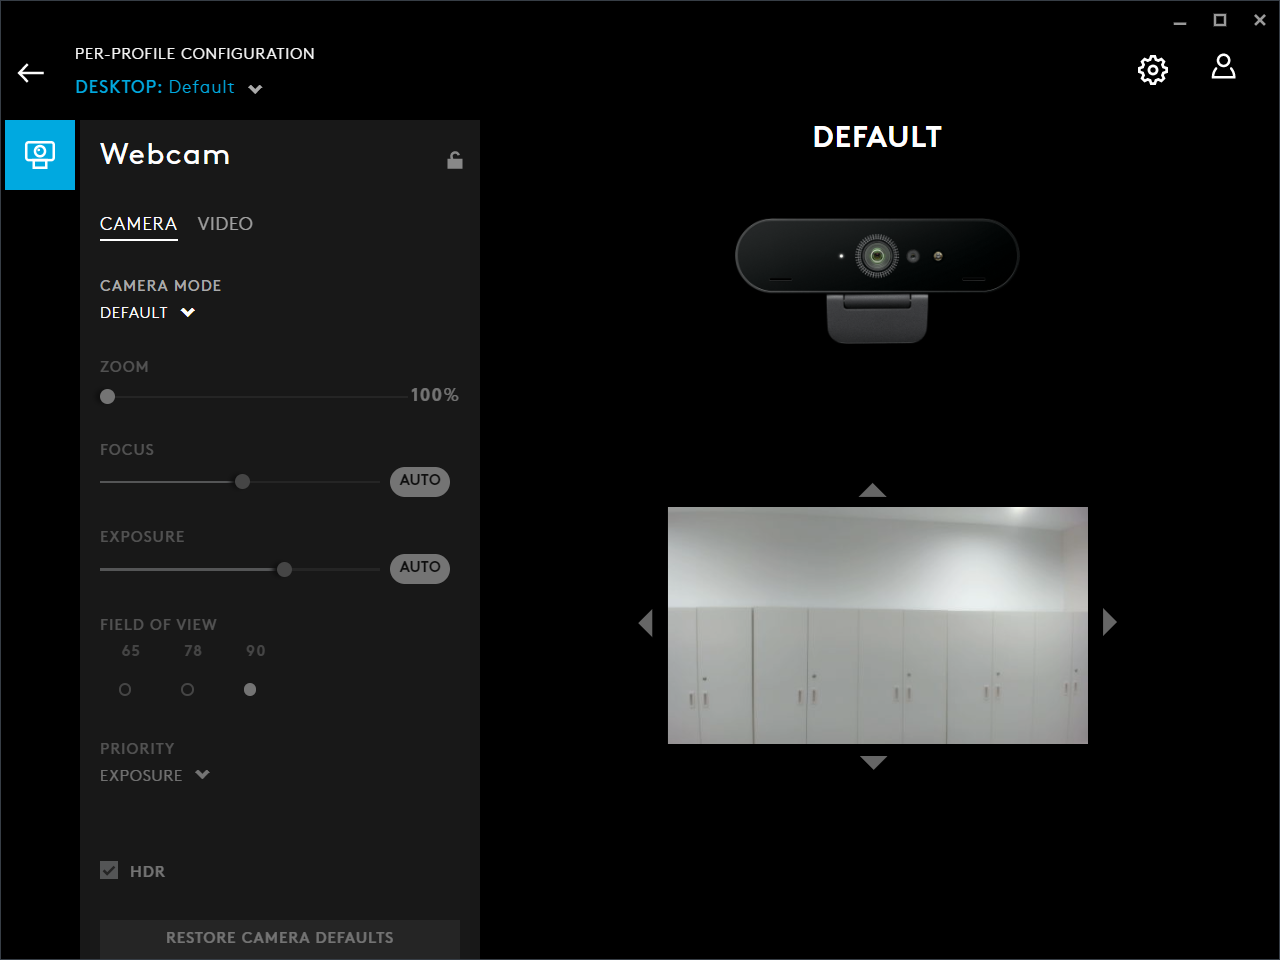 PER-PROFILE CONFIGURATION
DESKTOP: Default
DEFAULT
Webcam
CAMERA VIDEO
CAMERA MODE
DEFAULT
ZOOM
100%
FOCUS
AUTO
EXPOSURE
AUTO
FIELD OF VIEW
65 78 90
PRIORITY
EXPOSURE
HDR
RESTORE CAMERA DEFAULTS